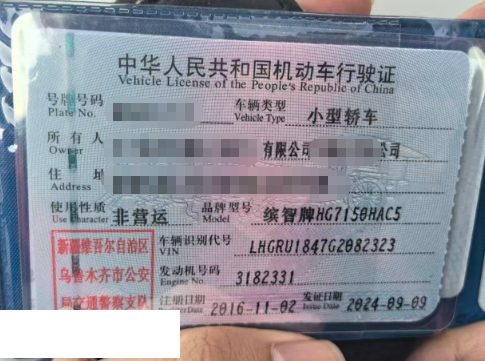 中华人民共和国机动车行驶证
Vehicle License of the People's Republic of China
号牌号码 Plate No. 车辆类型 Vehicle Type 小型轿车
所有人 Owner 有限公司 公司
住址 Address
使用性质 Use Character 非营运 品牌型号 Model 缤智牌HG7150HAC5
新疆维吾尔自治区
乌鲁木齐市公安
局交通警察支队
车辆识别代号 VIN LHGRU1847G2082323
发动机号码 Engine No. 3182331
注册日期 Register Date 2016-11-02 发证日期 Issue Date 2024-09-09